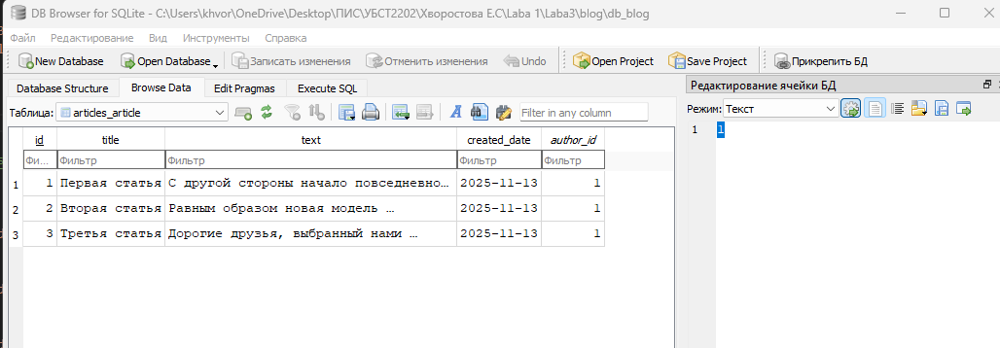 DB Browser for SQLite - C:\Users\khvor\OneDrive\Desktop\ПИС\УБСТ2202\Хворостова Е.С\Laba 1\Laba3\blog\db_blog
Файл Редактирование Вид Инструменты Справка
New Database Open Database Записать изменения Отменить изменения Undo Open Project Save Project Прикрепить БД
Database Structure Browse Data Edit Pragmas Execute SQL
Таблица: articles_article Filter in any column
id title text created_date author_id
Фи... Фильтр Фильтр Фильтр Фильтр
1 1 Первая статья С другой стороны начало повседневно... 2025-11-13 1
2 2 Вторая статья Равным образом новая модель … 2025-11-13 1
3 3 Третья статья Дорогие друзья, выбранный нами … 2025-11-13 1
Редактирование ячейки БД
Режим: Текст
1 1